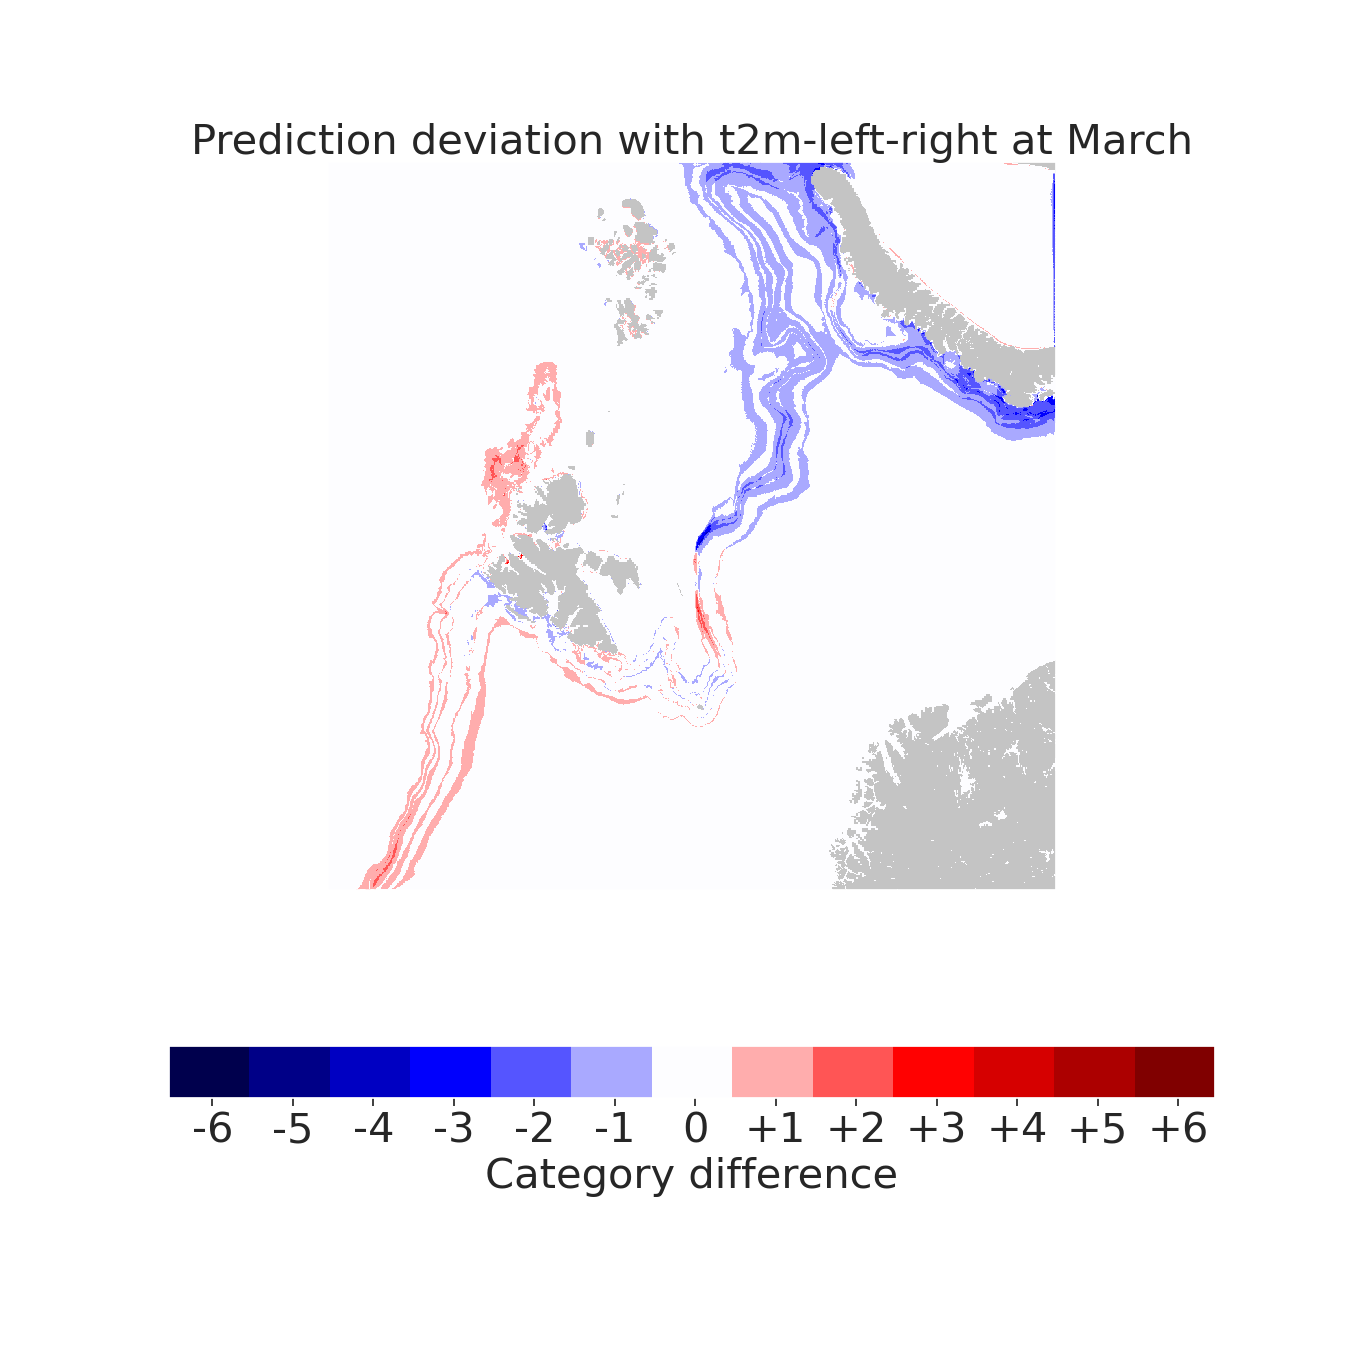 Prediction deviation with t2m-left-right at March
-6 -5 -4 -3 -2 -1 0 +1 +2 +3 +4 +5 +6
Category difference